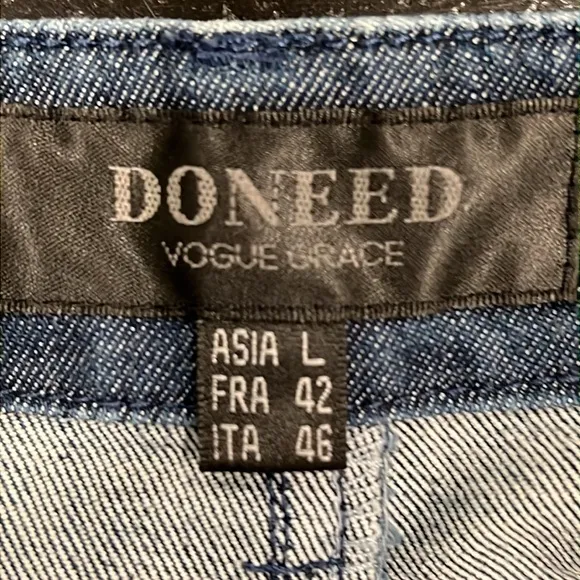 DONEED
VOGUE GRACE
ASIA L
FRA 42
ITA 46